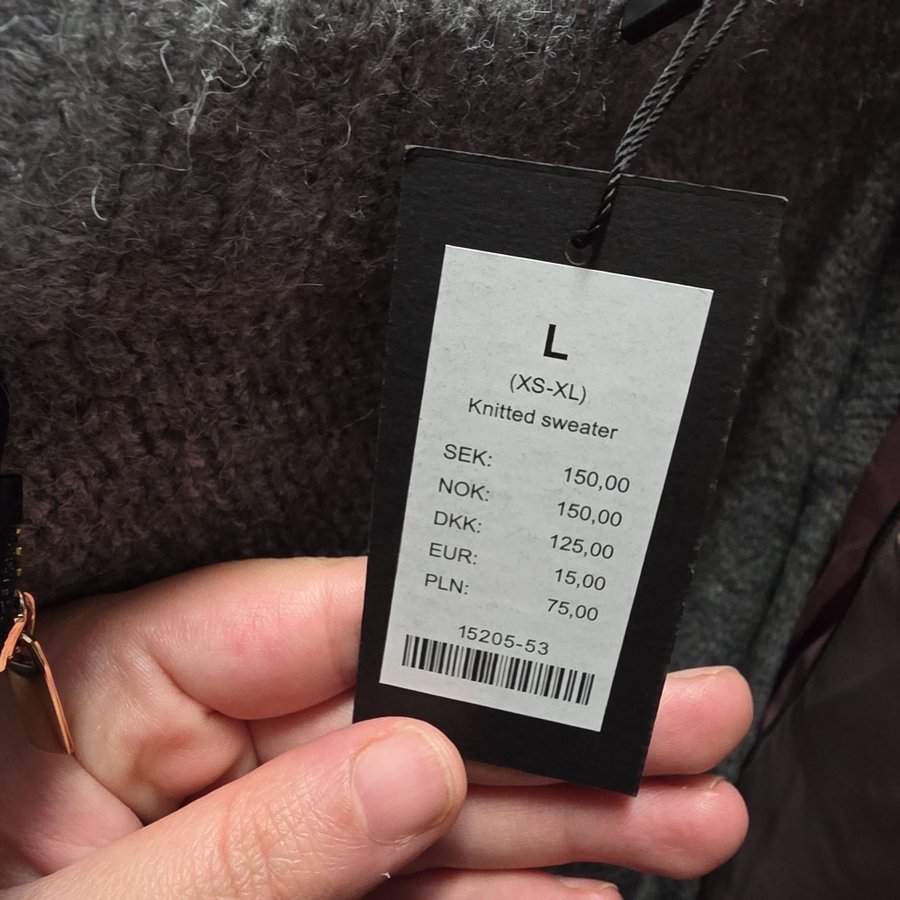 L
(XS-XL)
Knitted sweater
SEK: 150,00
NOK: 150,00
DKK: 125,00
EUR: 15,00
PLN: 75,00
15205-53